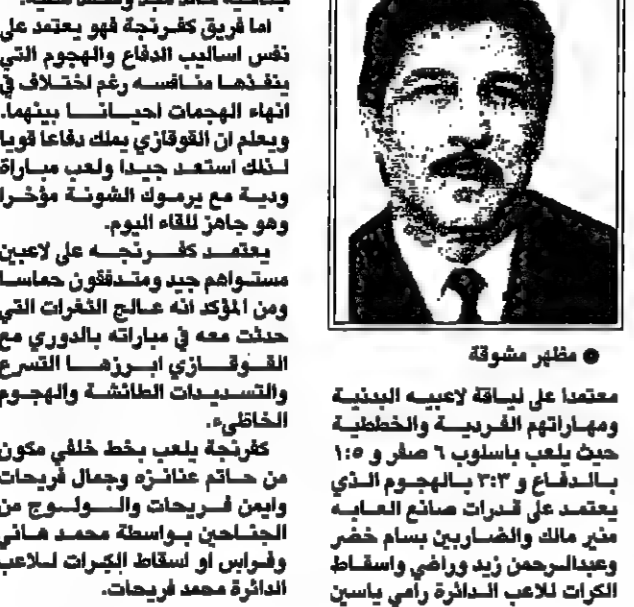 مظهر مشوقة
معتمدا على لياقة لاعبيه البدنية
ومهاراتهم الفردية والخططية
حيث يلعب باسلوب ٦ صفر و ١:٥
بالدفاع و ٣:٣ بالهجوم الذي
يعتمد على قدرات صانع العابه
منير مالك والضاربين بسام خضر
وعبدالرحمن زيد وراضي واسقاط
الكرات للاعب الدائرة رامي ياسين
اما فريق كفرنجة فهو يعتمد على
نفس اساليب الدفاع والهجوم التي
ينفذها منافسه رغم اختلاف في
انهاء الهجمات احيانا بينهما.
ويعلم ان القوقازي يملك دفاعا قويا
لذلك استعد جيدا ولعب مباراة
ودية مع يرموك الشونة مؤخرا
وهو جاهز للقاء اليوم.
يعتمد كفرنجه على لاعبين
مستواهم جيد ومتدفقون حماسا
ومن المؤكد انه عالج الثغرات التي
حدثت معه في مباراته بالدوري مع
القوقازي ابرزها التسرع
والتسديدات الطائشة والهجوم
الخاطيء.
كفرنجة يلعب بخط خلفي مكون
من حاتم عنانزه وجمال فريحات
وايمن فريحات والولوج من
الجناحين بواسطة محمد هاني
وفراس او اسقاط الكرات للاعب
الدائرة محمد فريحات.